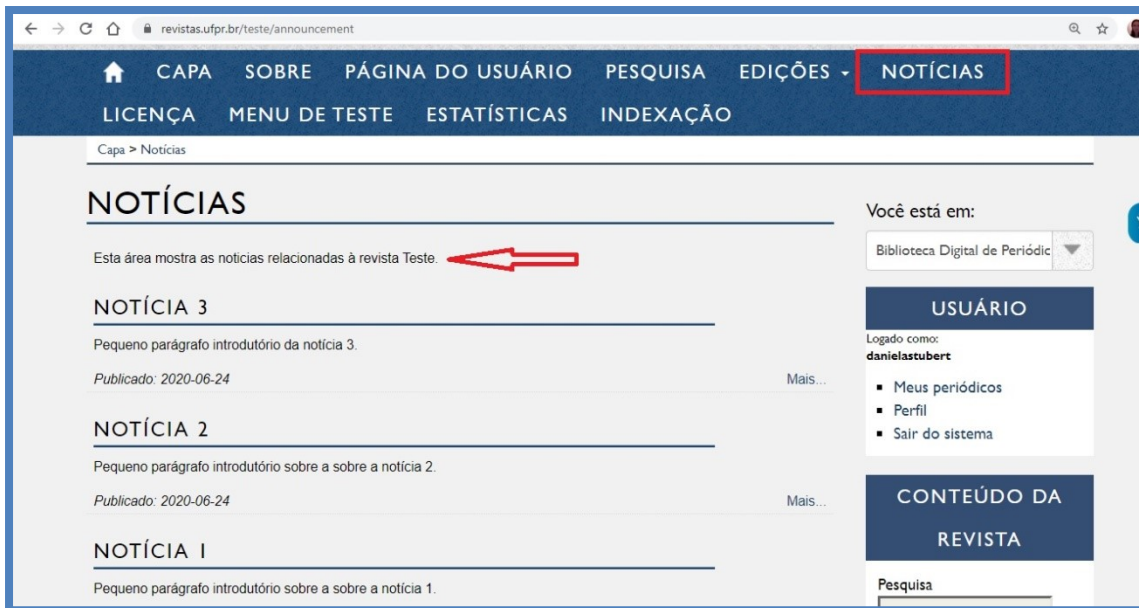 revistas.ufpr.br/teste/announcement
CAPA SOBRE PÁGINA DO USUÁRIO PESQUISA EDIÇÕES NOTÍCIAS
LICENÇA MENU DE TESTE ESTATÍSTICAS INDEXAÇÃO
Capa > Notícias
NOTÍCIAS
Esta área mostra as noticias relacionadas à revista Teste.
NOTÍCIA 3
Pequeno parágrafo introdutório da notícia 3.
Publicado: 2020-06-24 Mais...
NOTÍCIA 2
Pequeno parágrafo introdutório sobre a sobre a notícia 2.
Publicado: 2020-06-24 Mais...
NOTÍCIA 1
Pequeno parágrafo introdutório sobre a sobre a notícia 1.
Você está em:
Biblioteca Digital de Periódic
USUÁRIO
Logado como:
danielastubert
Meus periódicos
Perfil
Sair do sistema
CONTEÚDO DA
REVISTA
Pesquisa